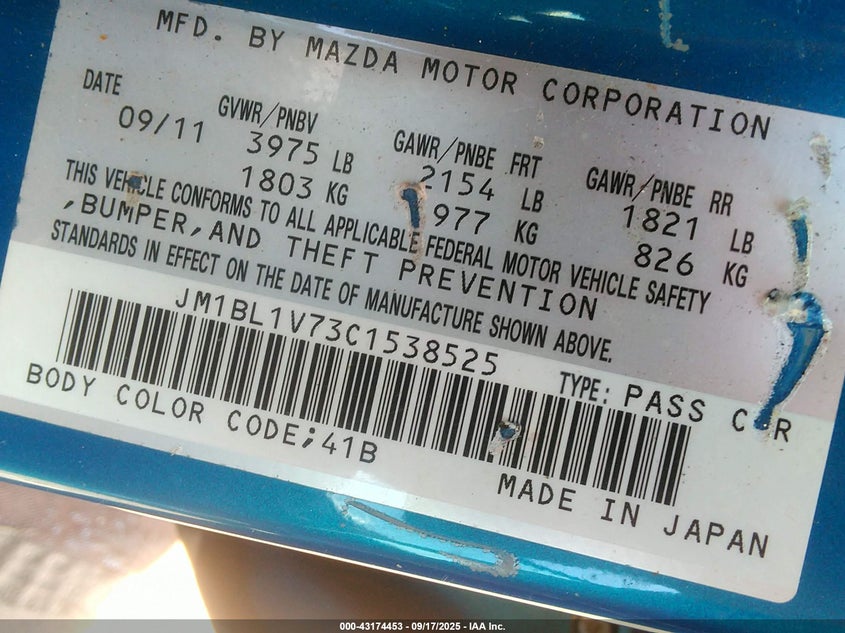 MFD. BY MAZDA MOTOR CORPORATION
DATE GVWR/PNBV GAWR/PNBE FRT GAWR/PNBE RR
09/11 3975 LB 2154 LB 1821 LB
1803 KG 977 KG 826 KG
THIS VEHICLE CONFORMS TO ALL APPLICABLE FEDERAL MOTOR VEHICLE SAFETY
,BUMPER,AND THEFT PREVENTION
STANDARDS IN EFFECT ON THE DATE OF MANUFACTURE SHOWN ABOVE.
JM1BL1V73C1538525 TYPE: PASS C R
BODY COLOR CODE;41B
MADE IN JAPAN
000-43174453 - 09/17/2025 - IAA Inc.